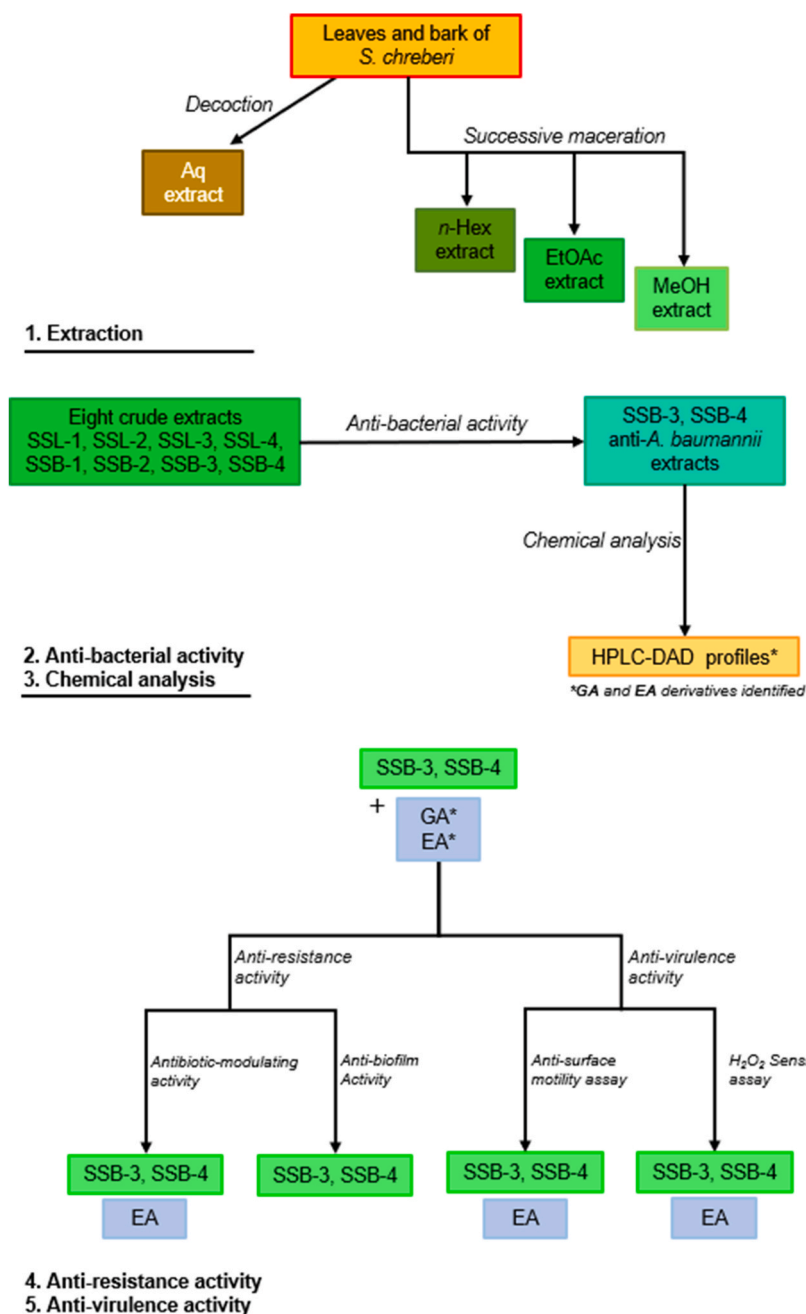 Leaves and bark of
S. chreberi
Decoction
Successive maceration
Aq
extract
n-Hex
extract
EtOAc
extract
MeOH
extract
1. Extraction
Eight crude extracts
SSL-1, SSL-2, SSL-3, SSL-4,
SSB-1, SSB-2, SSB-3, SSB-4
Anti-bacterial activity
SSB-3, SSB-4
anti-A. baumannii
extracts
Chemical analysis
2. Anti-bacterial activity
3. Chemical analysis
HPLC-DAD profiles*
*GA and EA derivatives identified
SSB-3, SSB-4
+
GA*
EA*
Anti-resistance
activity
Anti-virulence
activity
Antibiotic-modulating
activity
Anti-biofilm
Activity
Anti-surface
motility assay
H₂O₂ Sens
assay
SSB-3, SSB-4
EA
SSB-3, SSB-4
SSB-3, SSB-4
EA
SSB-3, SSB-4
EA
4. Anti-resistance activity
5. Anti-virulence activity